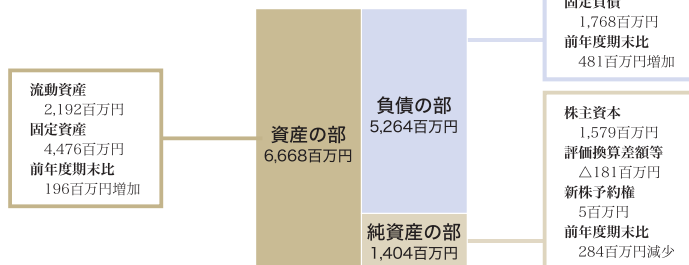 流動資産
2,192百万円
固定資産
4,476百万円
前年度期末比
196百万円増加
資産の部
6,668百万円
負債の部
5,264百万円
純資産の部
1,404百万円
固定負債
1,768百万円
前年度期末比
481百万円増加
株主資本
1,579百万円
評価換算差額等
△181百万円
新株予約権
5百万円
前年度期末比
284百万円減少